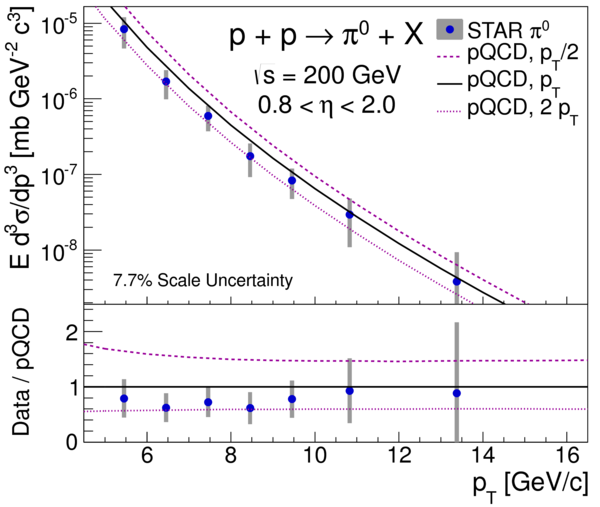 p + p → π⁰ + X
√s = 200 GeV
0.8 < η < 2.0
STAR π⁰
pQCD, p_T/2
pQCD, p_T
pQCD, 2 p_T
E d³σ/dp³ [mb GeV⁻² c³]
10⁻⁵
10⁻⁶
10⁻⁷
10⁻⁸
7.7% Scale Uncertainty
Data / pQCD
2
1
0
6 8 10 12 14 16
p_T [GeV/c]